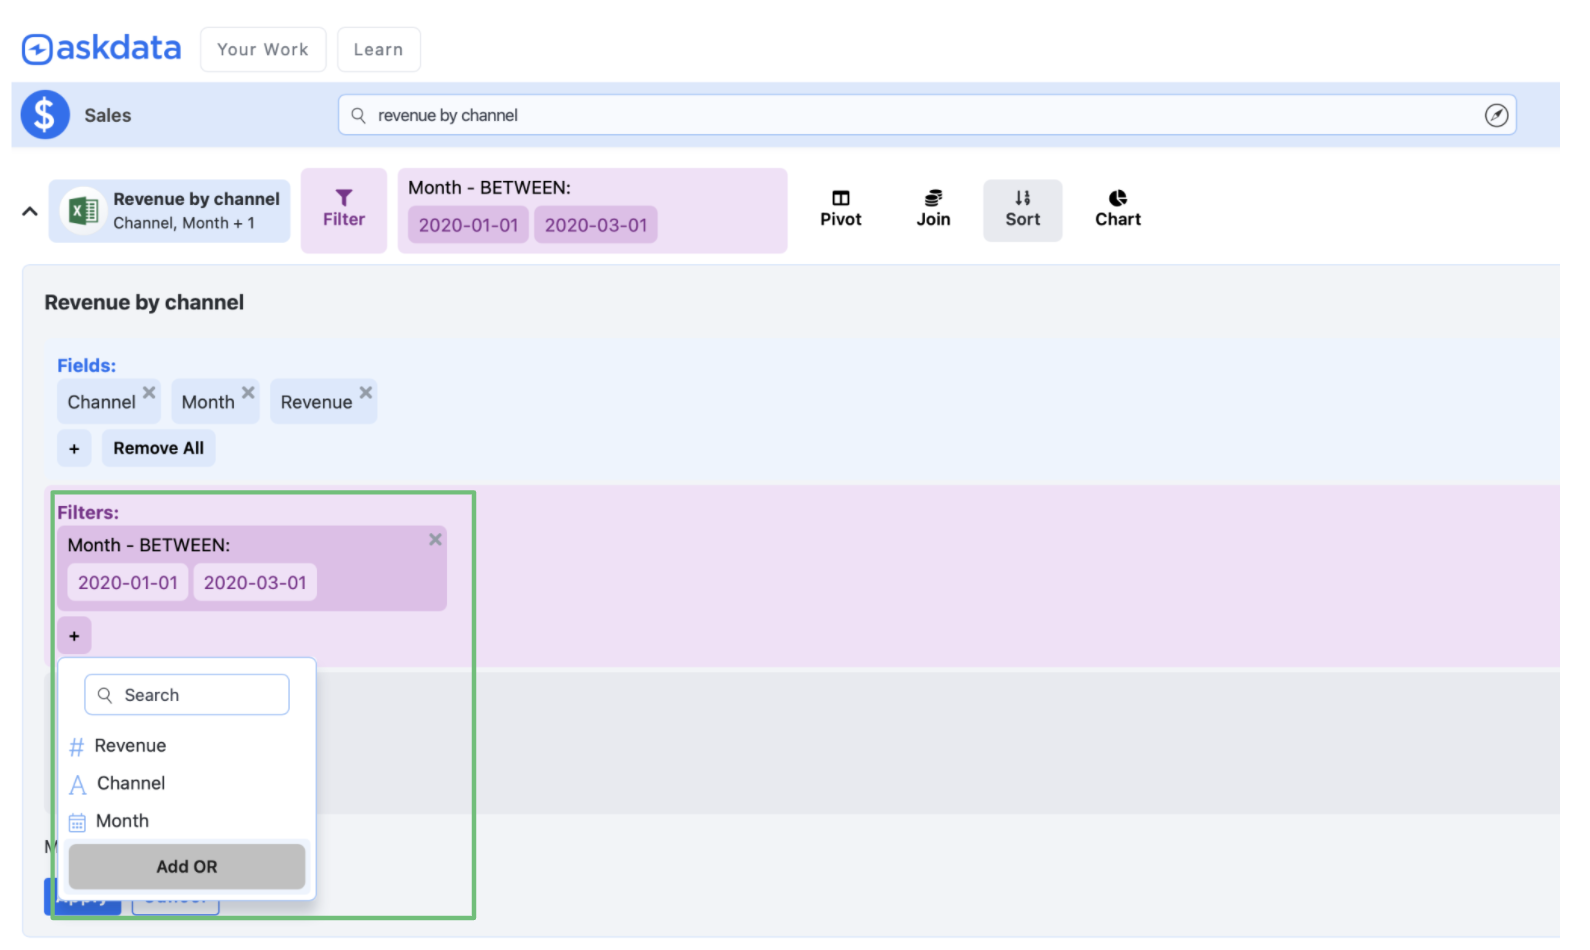 askdata Your Work Learn
Sales revenue by channel
Revenue by channel
Channel, Month + 1
Filter
Month - BETWEEN:
2020-01-01 2020-03-01
Pivot Join Sort Chart
Revenue by channel
Fields:
Channel Month Revenue
+ Remove All
Filters:
Month - BETWEEN:
2020-01-01 2020-03-01
+
Search
# Revenue
A Channel
Month
Add OR